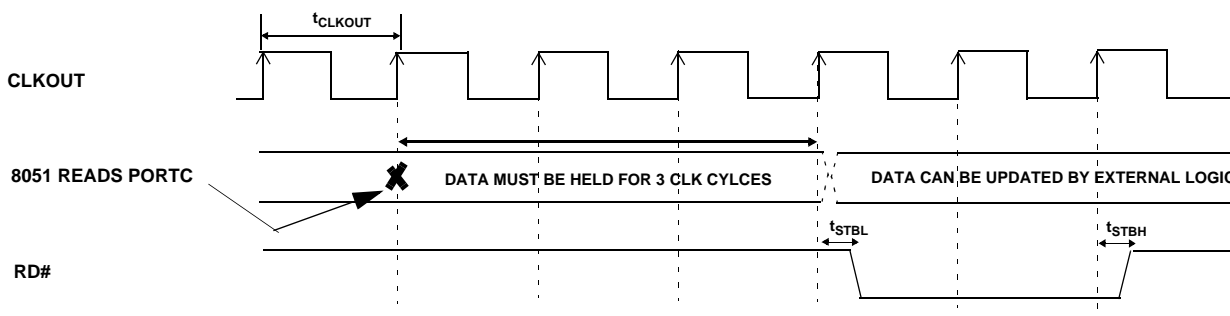 tCLKOUT
CLKOUT
8051 READS PORTC
DATA MUST BE HELD FOR 3 CLK CYLCES
DATA CAN BE UPDATED BY EXTERNAL LOGIC
tSTBL
tSTBH
RD#